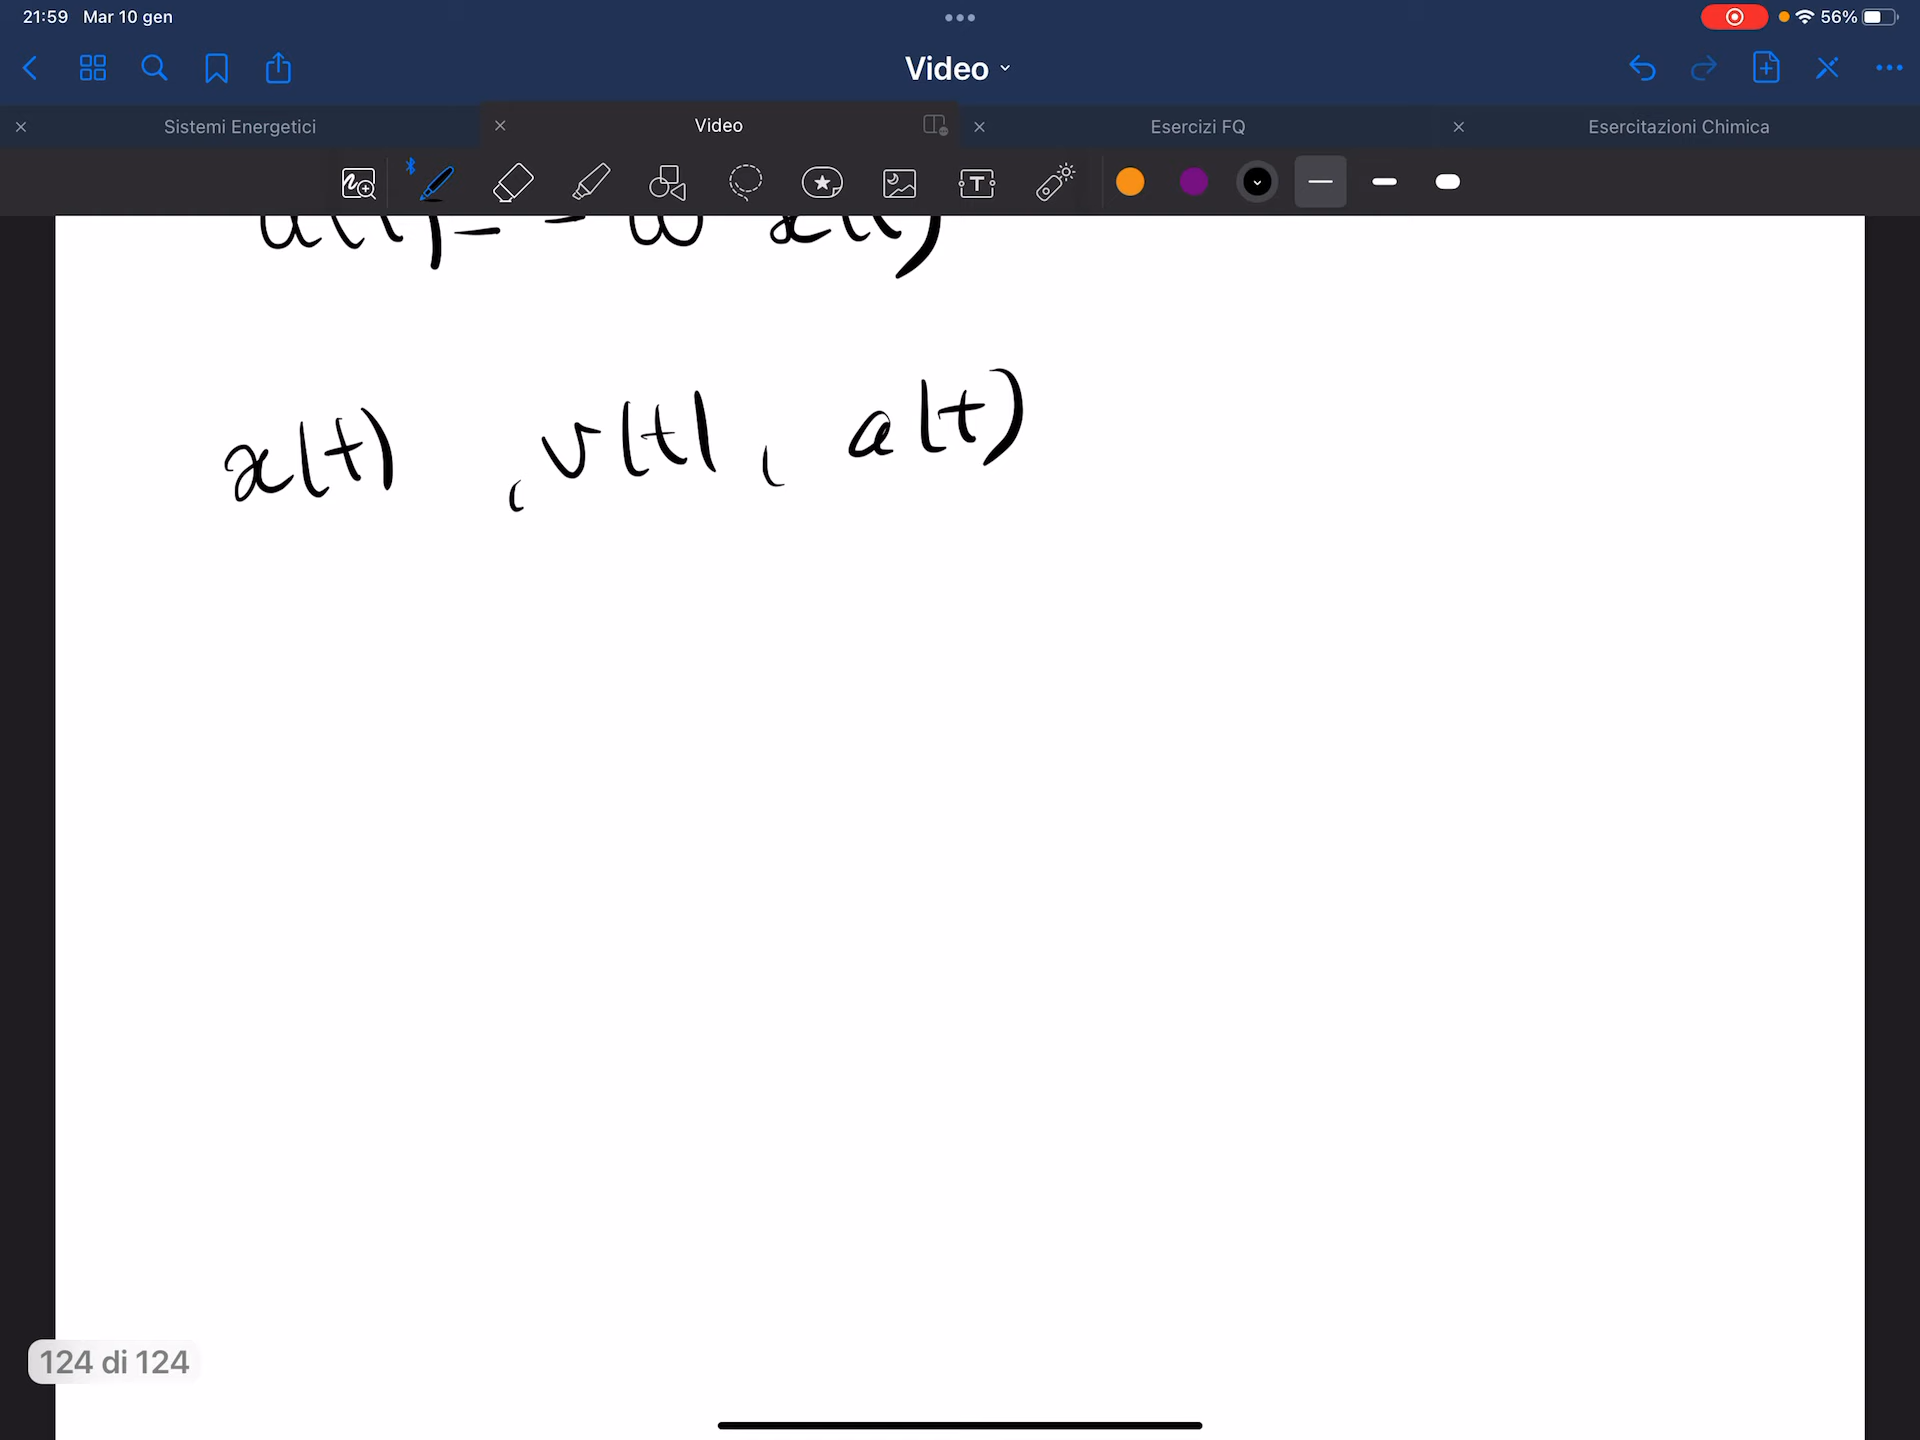 21:59 Mar 10 gen 56%
Video
Sistemi Energetici Video Esercizi FQ Esercitazioni Chimica
x(t) , v(t) , a(t)
124 di 124